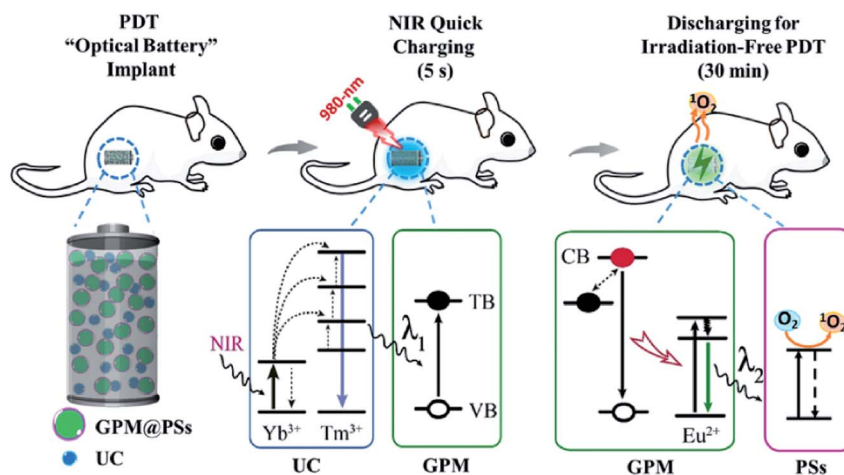 PDT
“Optical Battery”
Implant
NIR Quick
Charging
(5 s)
Discharging for
Irradiation-Free PDT
(30 min)
980-nm
¹O₂
CB
TB
λ₁
NIR
VB
O₂
¹O₂
λ₂
Yb³⁺
Tm³⁺
Eu²⁺
GPM@PSs
UC
UC
GPM
GPM
PSs